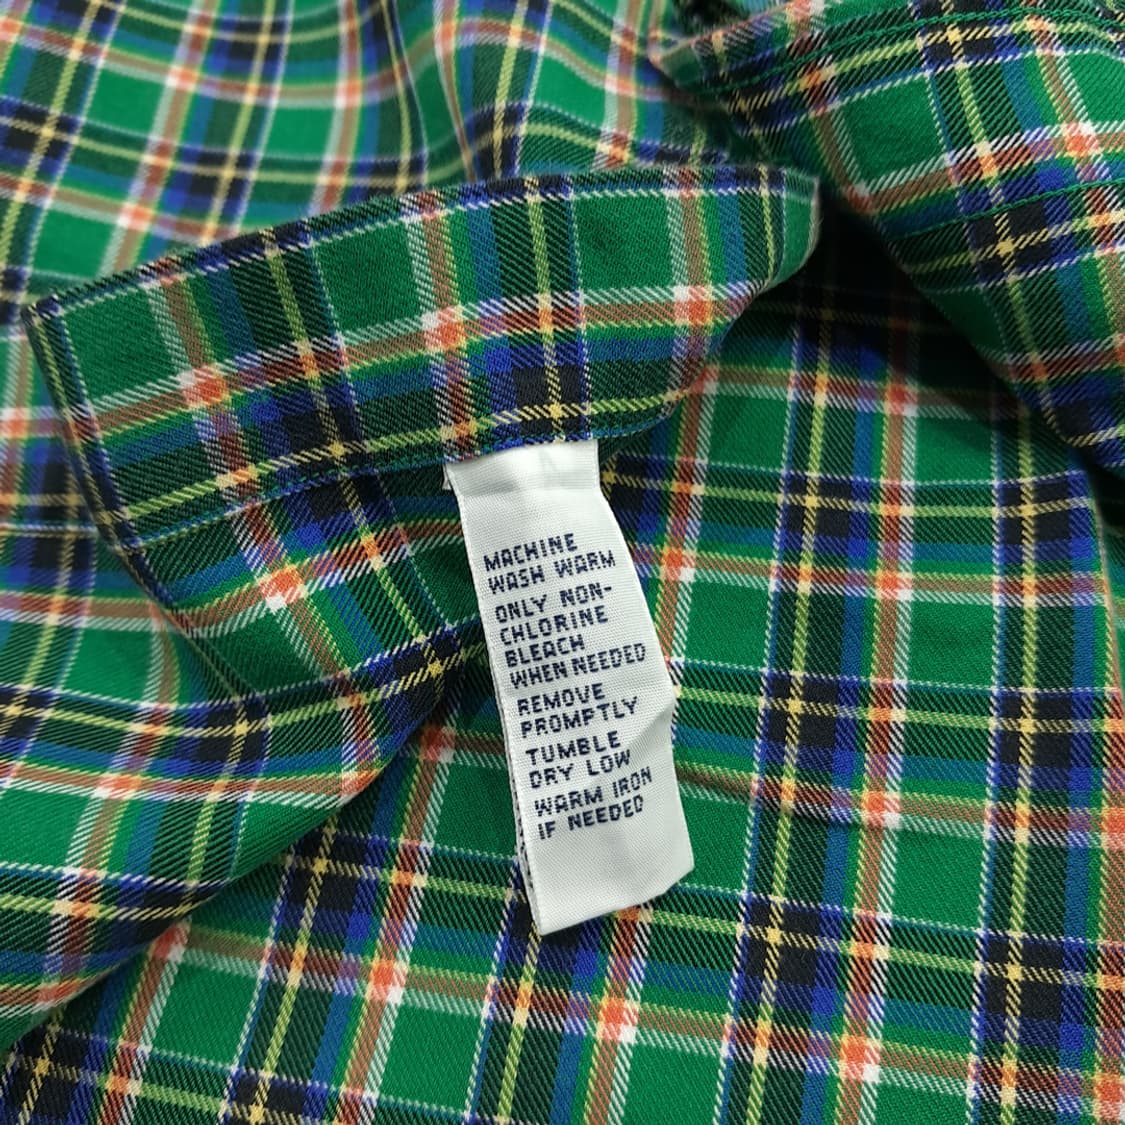 MACHINE
WASH WARM
ONLY NON-
CHLORINE
BLEACH
WHEN NEEDED
REMOVE
PROMPTLY
TUMBLE
DRY LOW
WARM IRON
IF NEEDED